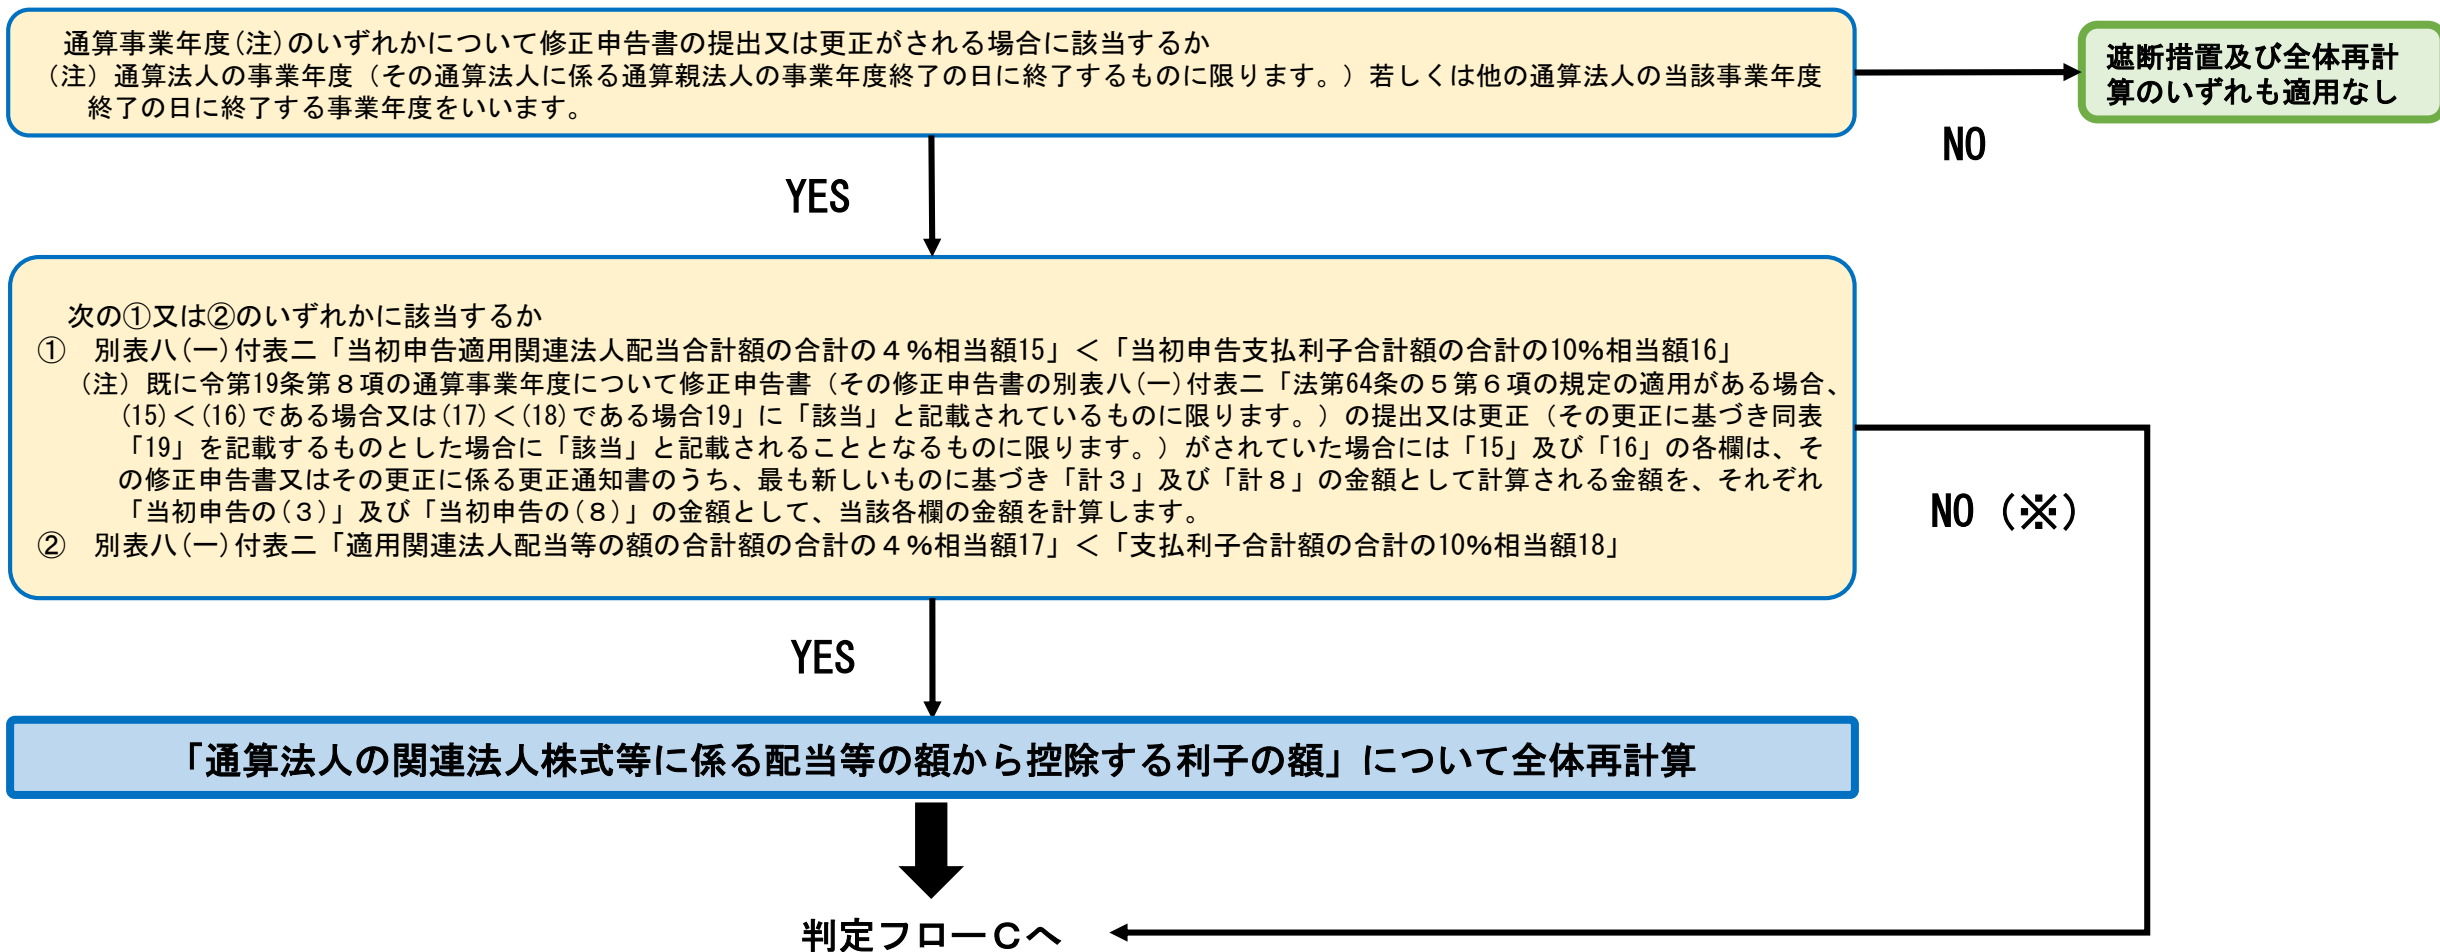 通算事業年度(注)のいずれかについて修正申告書の提出又は更正がされる場合に該当するか
(注）通算法人の事業年度（その通算法人に係る通算親法人の事業年度終了の日に終了するものに限ります。）若しくは他の通算法人の当該事業年度
終了の日に終了する事業年度をいいます。
遮断措置及び全体再計
算のいずれも適用なし
NO
YES
次の①又は②のいずれかに該当するか
①　別表八(一)付表二「当初申告適用関連法人配当合計額の合計の４％相当額15」＜「当初申告支払利子合計額の合計の10％相当額16」
（注）既に令第19条第８項の通算事業年度について修正申告書（その修正申告書の別表八(一)付表二「法第64条の５第６項の規定の適用がある場合、
(15)＜(16)である場合又は(17)＜(18)である場合19」に「該当」と記載されているものに限ります。）の提出又は更正（その更正に基づき同表
「19」を記載するものとした場合に「該当」と記載されることとなるものに限ります。）がされていた場合には「15」及び「16」の各欄は、そ
の修正申告書又はその更正に係る更正通知書のうち、最も新しいものに基づき「計３」及び「計８」の金額として計算される金額を、それぞれ
「当初申告の(３)」及び「当初申告の(８)」の金額として、当該各欄の金額を計算します。
②　別表八(一)付表二「適用関連法人配当等の額の合計額の合計の４％相当額17」＜「支払利子合計額の合計の10％相当額18」
NO（※）
YES
「通算法人の関連法人株式等に係る配当等の額から控除する利子の額」について全体再計算
判定フローＣへ